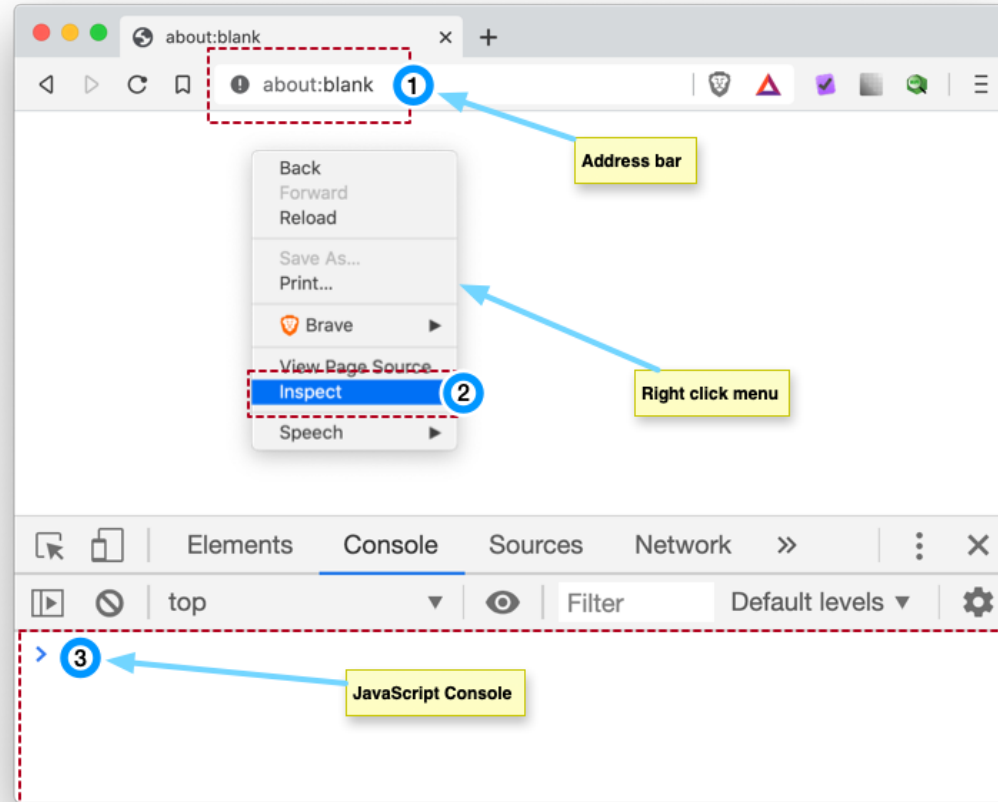 about:blank
about:blank
1
Address bar
Back
Forward
Reload
Save As...
Print...
Brave
View Page Source
Inspect
2
Right click menu
Speech
Elements Console Sources Network »
top Filter Default levels
> 3
JavaScript Console